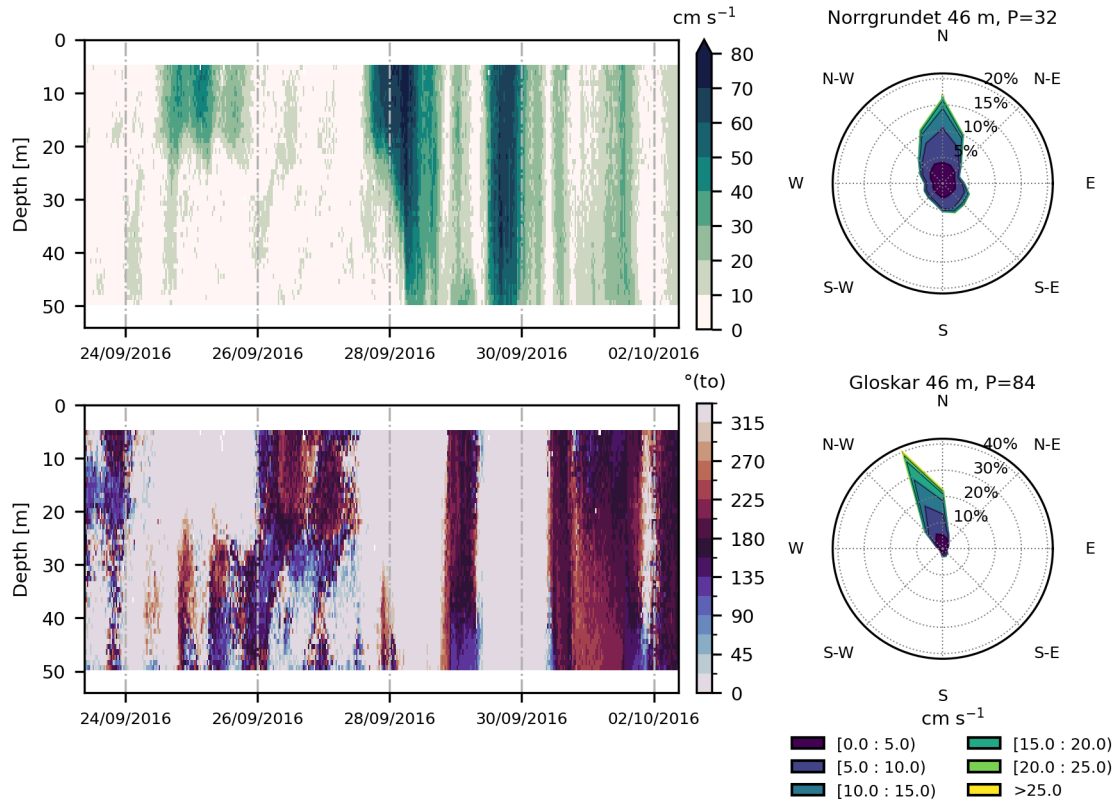 cm s⁻¹
0
10
20
30
40
50
Depth [m]
80
70
60
50
40
30
20
10
0
24/09/2016 26/09/2016 28/09/2016 30/09/2016 02/10/2016
Norrgrundet 46 m, P=32
N
N-W
20%
N-E
15%
10%
5%
W
E
S-W
S-E
S
°(to)
0
10
20
30
40
50
Depth [m]
315
270
225
180
135
90
45
0
24/09/2016 26/09/2016 28/09/2016 30/09/2016 02/10/2016
Gloskar 46 m, P=84
N
N-W
40%
N-E
30%
20%
10%
W
E
S-W
S-E
S
cm s⁻¹
[0.0 : 5.0)
[5.0 : 10.0)
[10.0 : 15.0)
[15.0 : 20.0)
[20.0 : 25.0)
>25.0